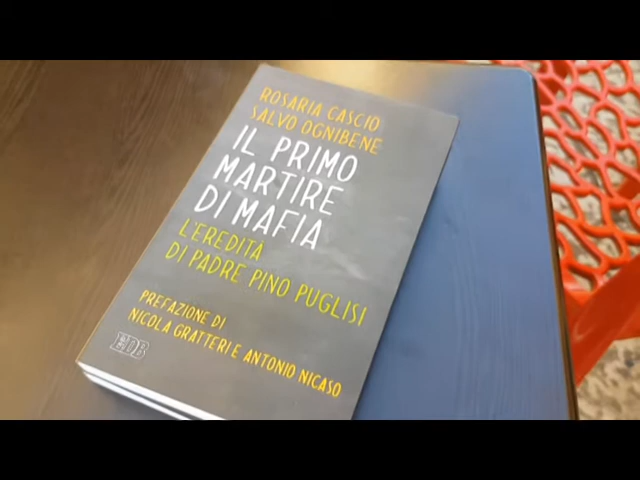 ROSARIA CASCIO
SALVO OGNIBENE
IL PRIMO
MARTIRE
DI MAFIA
L'EREDITÀ
DI PADRE PINO PUGLISI
PREFAZIONE DI
NICOLA GRATTERI E ANTONIO NICASO
EDB